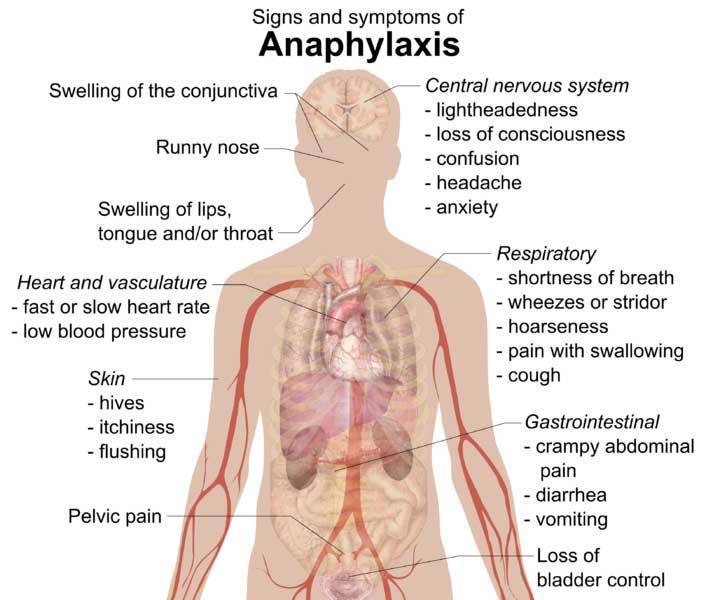 Signs and symptoms of
Anaphylaxis
Swelling of the conjunctiva
Runny nose
Swelling of lips,
tongue and/or throat
Heart and vasculature
- fast or slow heart rate
- low blood pressure
Skin
- hives
- itchiness
- flushing
Pelvic pain
Central nervous system
- lightheadedness
- loss of consciousness
- confusion
- headache
- anxiety
Respiratory
- shortness of breath
- wheezes or stridor
- hoarseness
- pain with swallowing
- cough
Gastrointestinal
- crampy abdominal
pain
- diarrhea
- vomiting
Loss of
bladder control